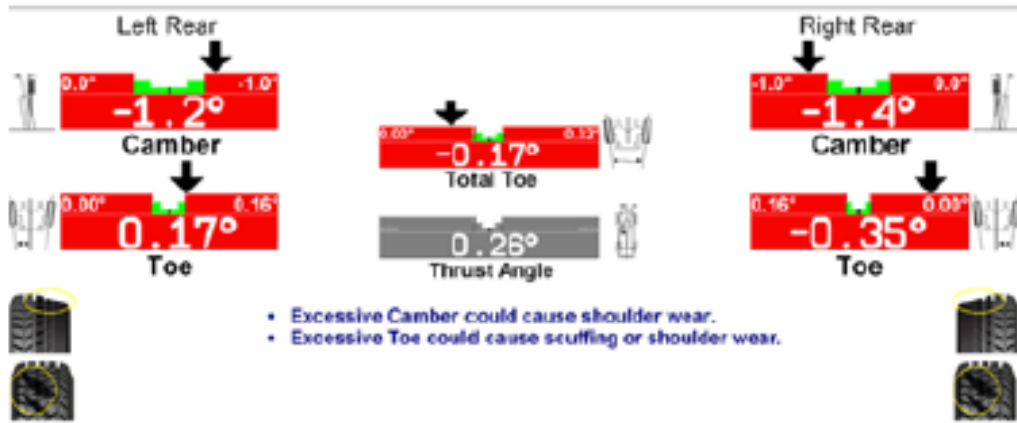 Left Rear
Right Rear
0.0° -1.0°
-1.2°
Camber
-1.0° 0.0°
-1.4°
Camber
0.00° 0.33°
-0.17°
Total Toe
0.00° 0.16°
0.17°
Toe
0.26°
Thrust Angle
0.16° 0.00°
-0.35°
Toe
• Excessive Camber could cause shoulder wear.
• Excessive Toe could cause scuffing or shoulder wear.